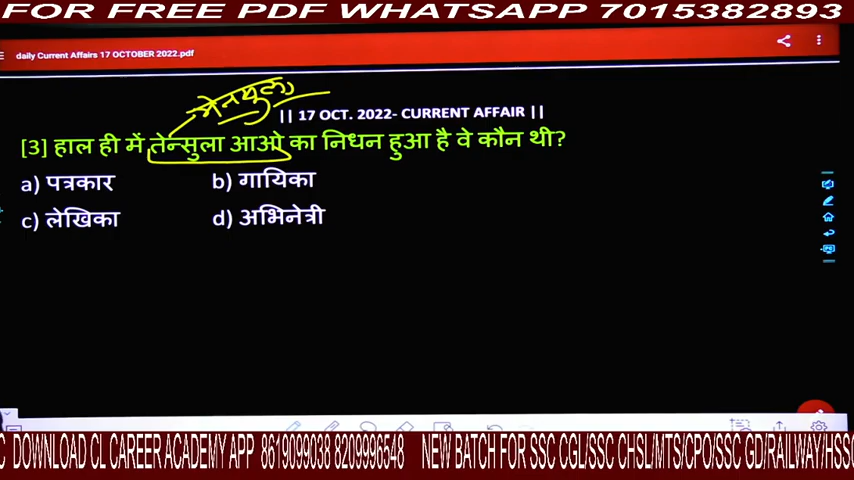 FOR FREE PDF WHATSAPP 7015382893
daily Current Affairs 17 OCTOBER 2022.pdf
|| 17 OCT. 2022- CURRENT AFFAIR ||
[3] हाल ही में तेन्सुला आओ का निधन हुआ है वे कौन थी?
a) पत्रकार b) गायिका
c) लेखिका d) अभिनेत्री
C DOWNLOAD CL CAREER ACADEMY APP 8619099038 8209996548 NEW BATCH FOR SSC CGL/SSC CHSL/MTS/CPO/SSC GD/RAILWAY/HSSC